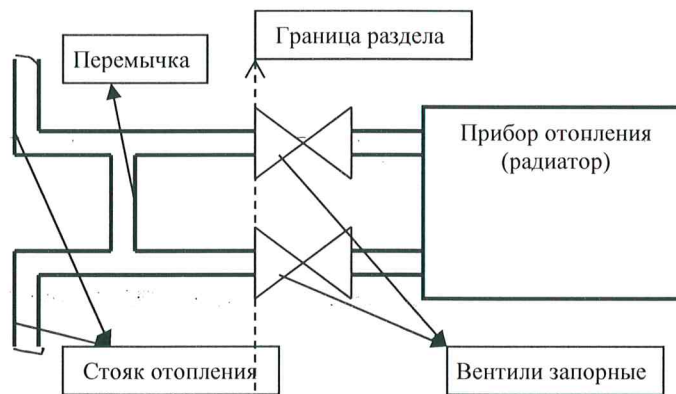 Граница раздела
Перемычка
Прибор отопления
(радиатор)
Стояк отопления
Вентили запорные